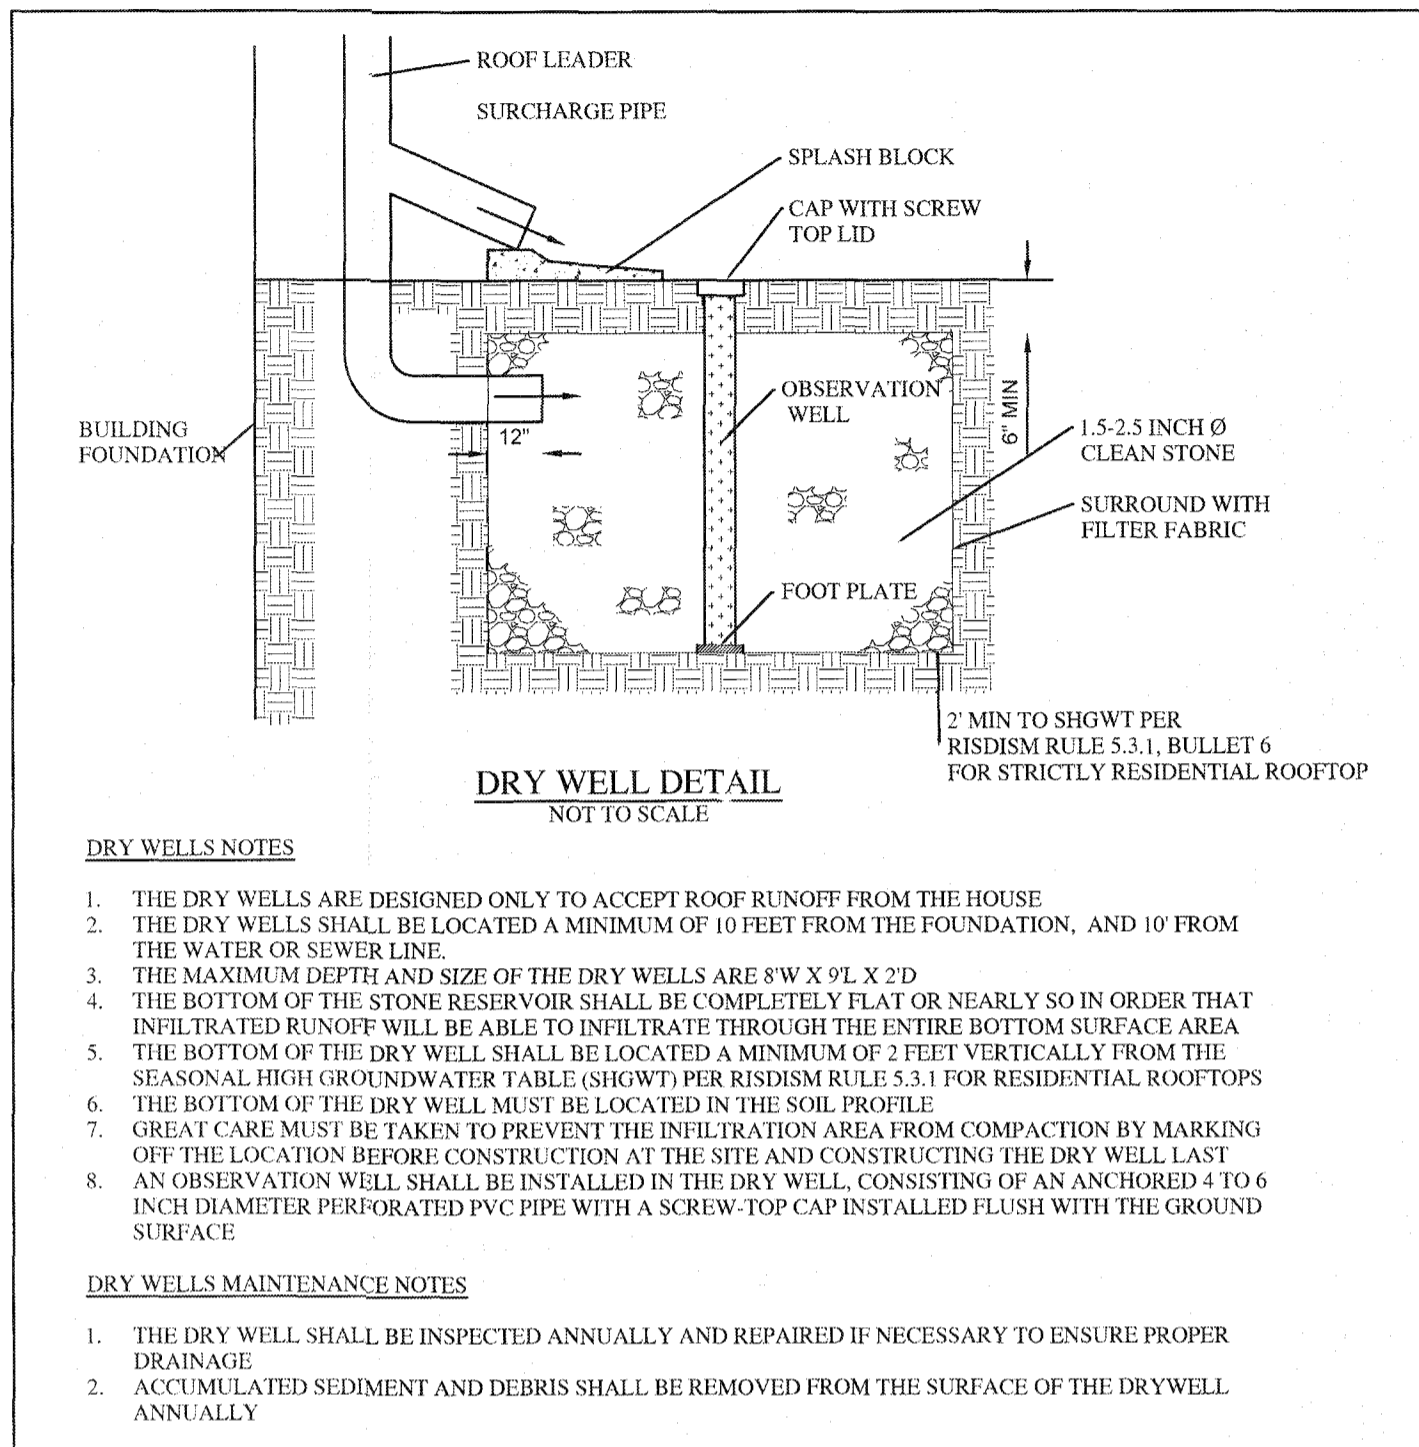 ROOF LEADER
SURCHARGE PIPE
SPLASH BLOCK
CAP WITH SCREW
TOP LID
OBSERVATION
WELL
6" MIN
12"
BUILDING
FOUNDATION
1.5-2.5 INCH Ø
CLEAN STONE
SURROUND WITH
FILTER FABRIC
FOOT PLATE
2' MIN TO SHGWT PER
RISDISM RULE 5.3.1, BULLET 6
FOR STRICTLY RESIDENTIAL ROOFTOP
DRY WELL DETAIL
NOT TO SCALE
DRY WELLS NOTES
1. THE DRY WELLS ARE DESIGNED ONLY TO ACCEPT ROOF RUNOFF FROM THE HOUSE
2. THE DRY WELLS SHALL BE LOCATED A MINIMUM OF 10 FEET FROM THE FOUNDATION, AND 10' FROM
THE WATER OR SEWER LINE.
3. THE MAXIMUM DEPTH AND SIZE OF THE DRY WELLS ARE 8'W X 9'L X 2'D
4. THE BOTTOM OF THE STONE RESERVOIR SHALL BE COMPLETELY FLAT OR NEARLY SO IN ORDER THAT
INFILTRATED RUNOFF WILL BE ABLE TO INFILTRATE THROUGH THE ENTIRE BOTTOM SURFACE AREA
5. THE BOTTOM OF THE DRY WELL SHALL BE LOCATED A MINIMUM OF 2 FEET VERTICALLY FROM THE
SEASONAL HIGH GROUNDWATER TABLE (SHGWT) PER RISDISM RULE 5.3.1 FOR RESIDENTIAL ROOFTOPS
6. THE BOTTOM OF THE DRY WELL MUST BE LOCATED IN THE SOIL PROFILE
7. GREAT CARE MUST BE TAKEN TO PREVENT THE INFILTRATION AREA FROM COMPACTION BY MARKING
OFF THE LOCATION BEFORE CONSTRUCTION AT THE SITE AND CONSTRUCTING THE DRY WELL LAST
8. AN OBSERVATION WELL SHALL BE INSTALLED IN THE DRY WELL, CONSISTING OF AN ANCHORED 4 TO 6
INCH DIAMETER PERFORATED PVC PIPE WITH A SCREW-TOP CAP INSTALLED FLUSH WITH THE GROUND
SURFACE
DRY WELLS MAINTENANCE NOTES
1. THE DRY WELL SHALL BE INSPECTED ANNUALLY AND REPAIRED IF NECESSARY TO ENSURE PROPER
DRAINAGE
2. ACCUMULATED SEDIMENT AND DEBRIS SHALL BE REMOVED FROM THE SURFACE OF THE DRYWELL
ANNUALLY